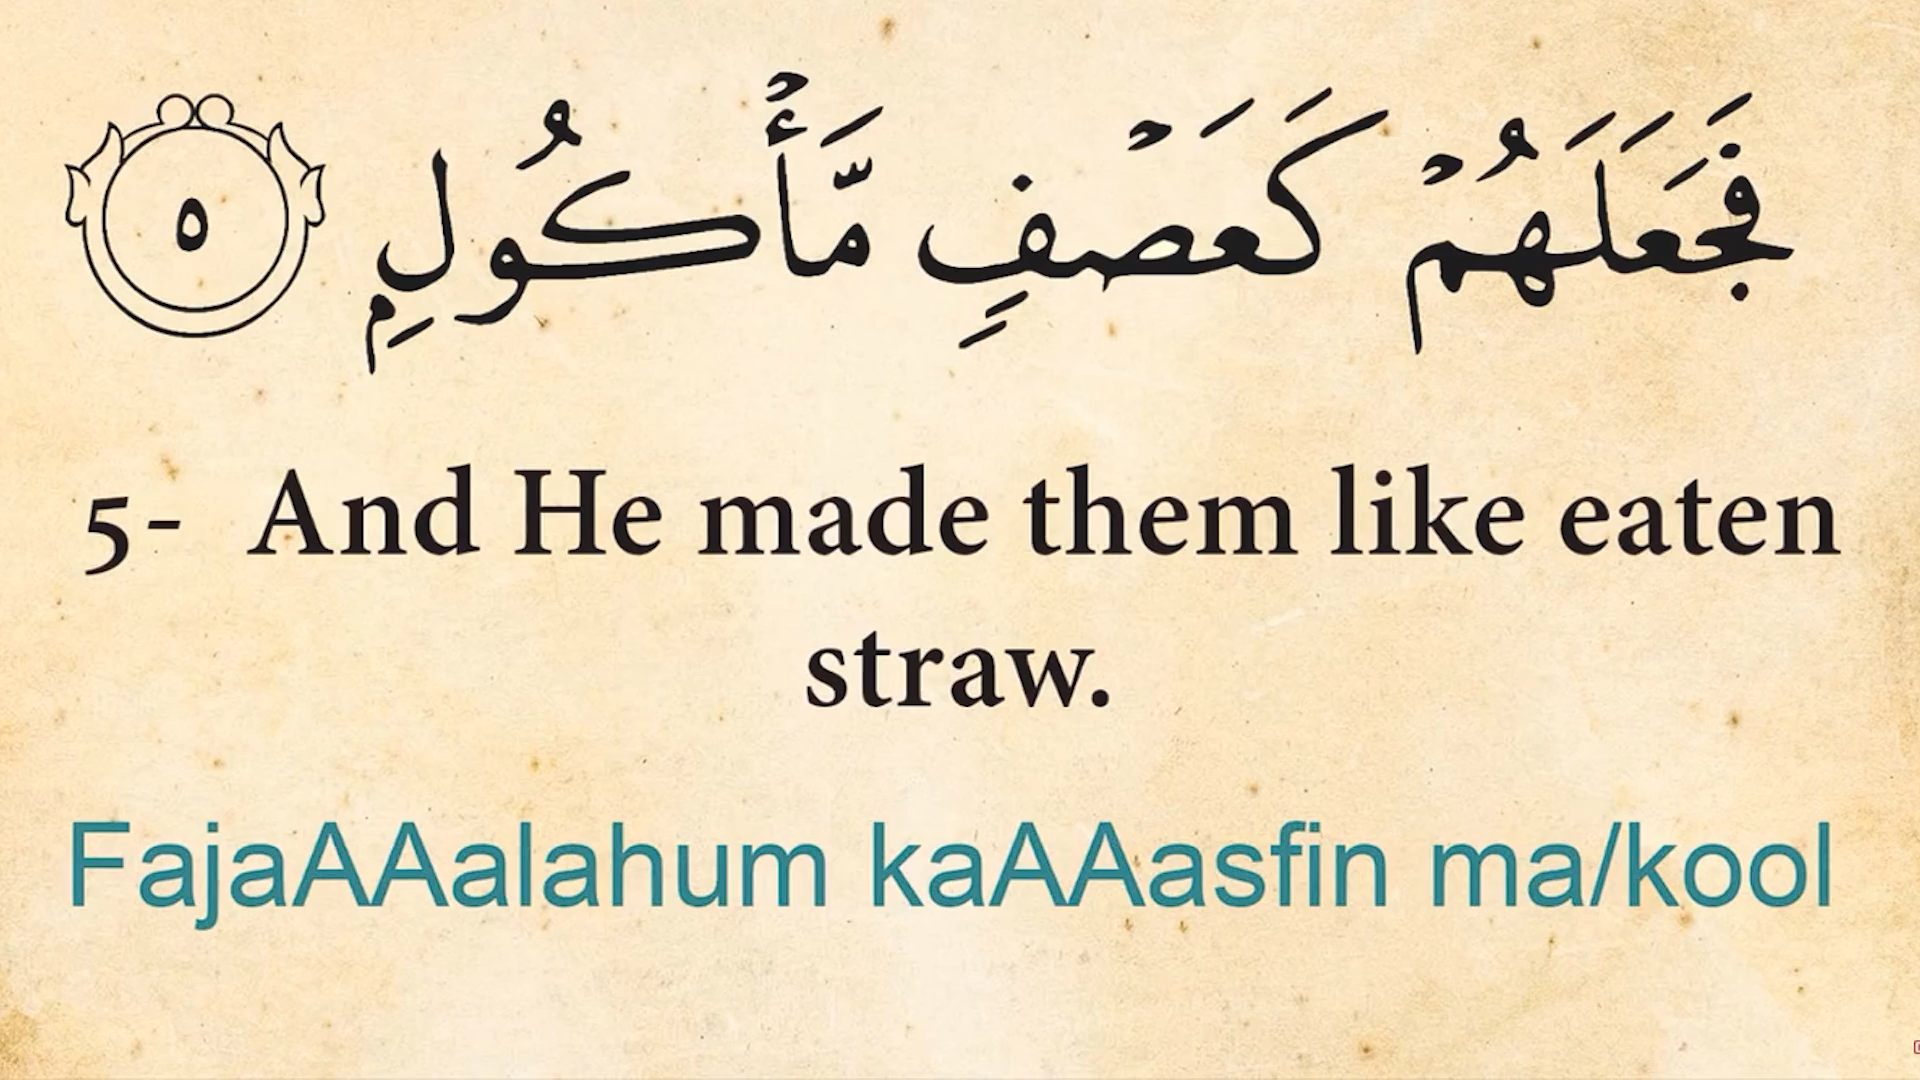 فَجَعَلَهُمۡ كَعَصۡفٍ مَّأۡكُولِۭ ٥
5- And He made them like eaten
straw.
FajaAAalahum kaAAasfin ma/kool